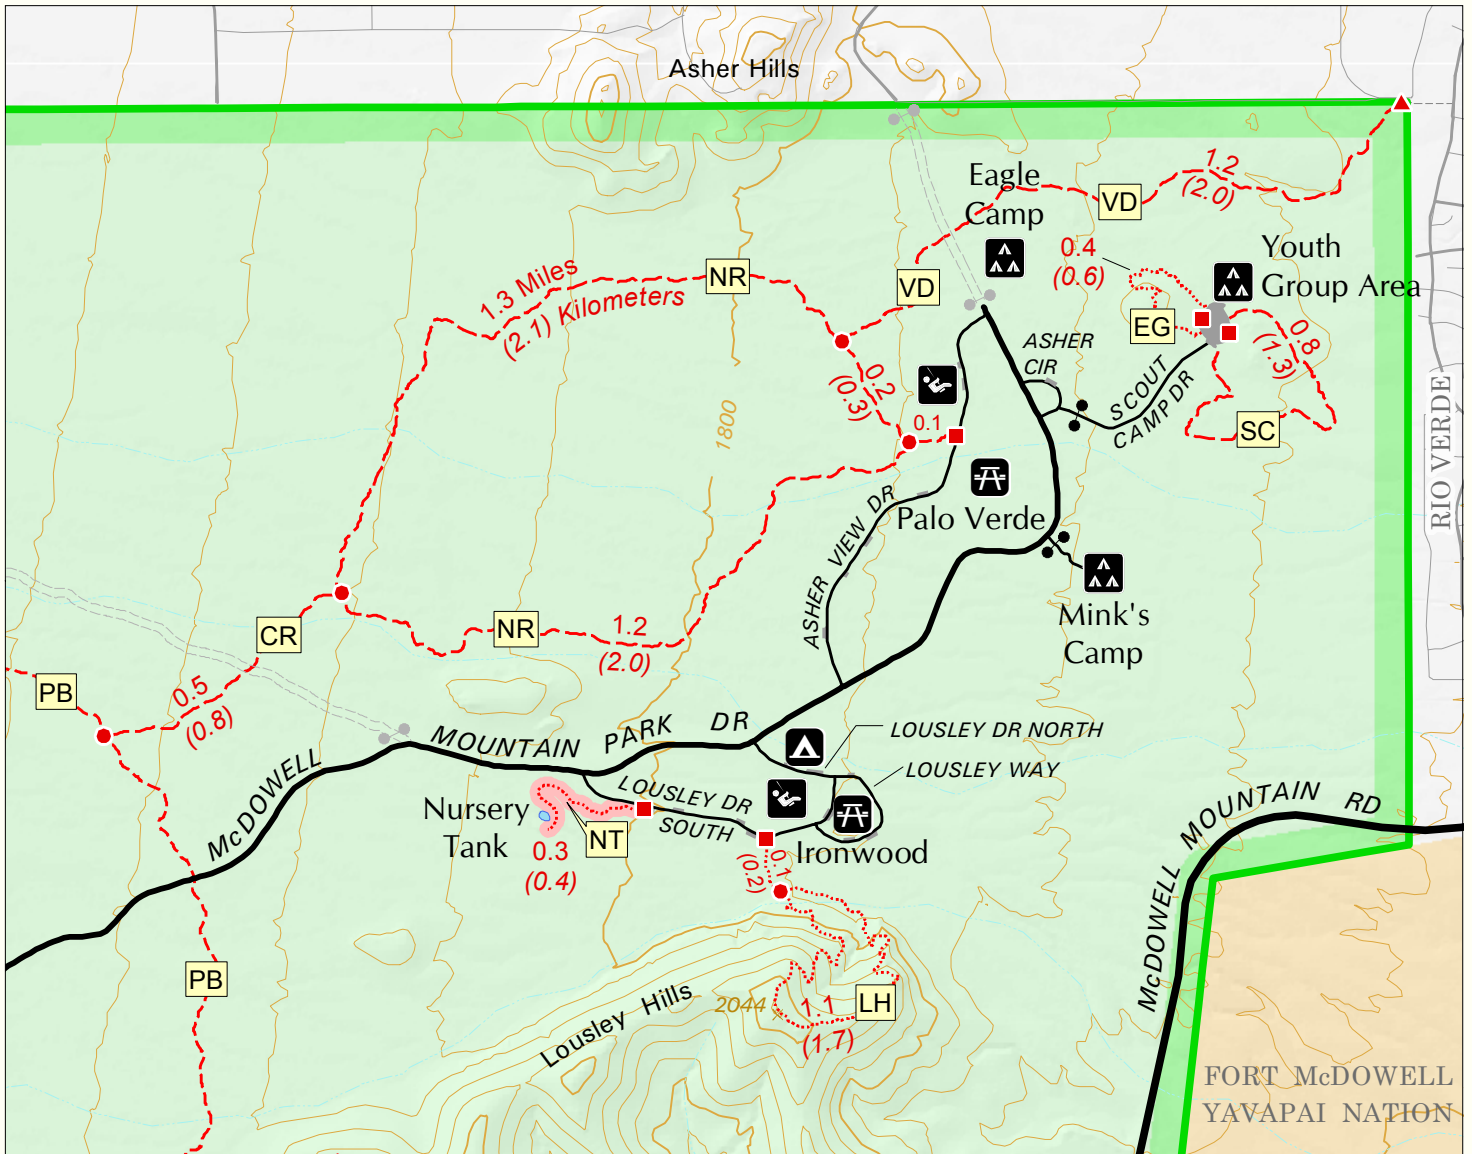 Asher Hills
Eagle
Camp
VD
1.2
(2.0)
0.4
(0.6)
Youth
Group Area
EG
0.8
(1.3)
SC
NR
1.3 Miles
(2.1) Kilometers
VD
0.2
(0.3)
0.1
ASHER
CIR
SCOUT
CAMP DR
RIO VERDE
1800
Palo Verde
ASHER VIEW DR
Mink's
Camp
CR
NR
1.2
(2.0)
PB
0.5
(0.8)
McDOWELL MOUNTAIN PARK DR
LOUSLEY DR NORTH
LOUSLEY WAY
LOUSLEY DR
SOUTH
Nursery
Tank
NT
0.3
(0.4)
0.1
(0.2)
Ironwood
McDOWELL MOUNTAIN RD
PB
Lousley Hills
2044
1.1
(1.7)
LH
FORT McDOWELL
YAVAPAI NATION